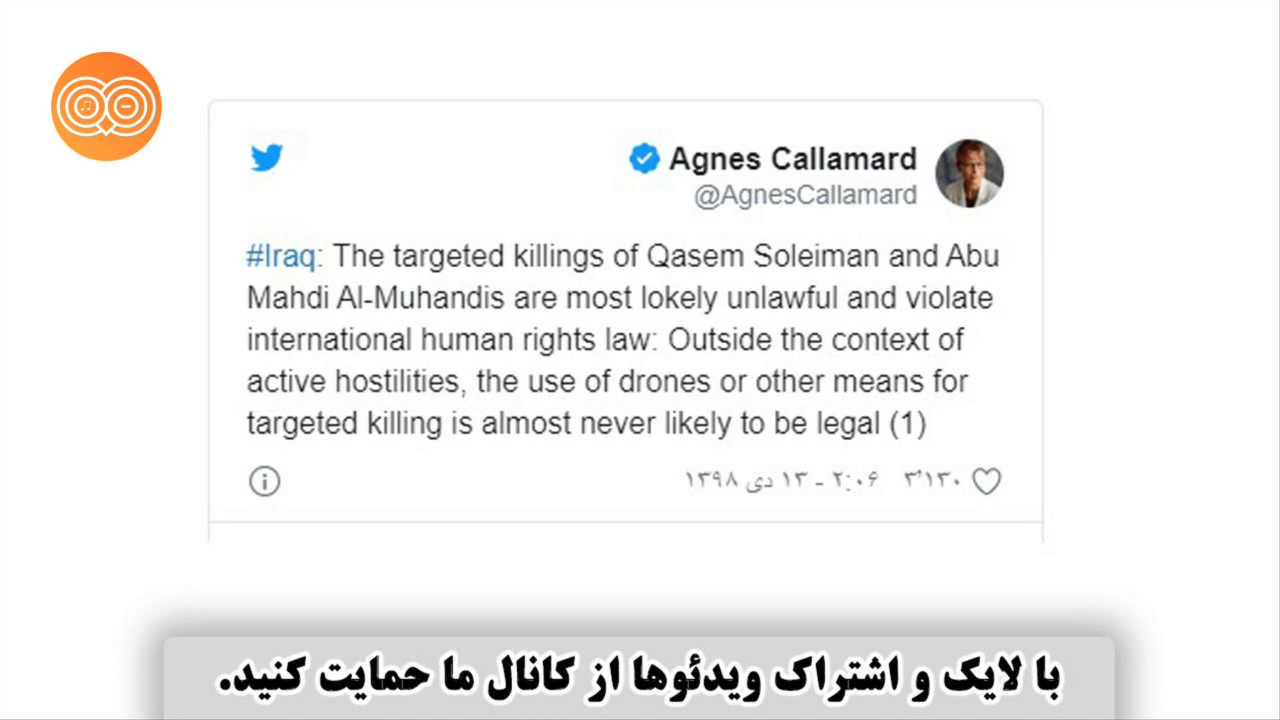 Agnes Callamard
@AgnesCallamard
#Iraq: The targeted killings of Qasem Soleiman and Abu
Mahdi Al-Muhandis are most lokely unlawful and violate
international human rights law: Outside the context of
active hostilities, the use of drones or other means for
targeted killing is almost never likely to be legal (1)
۳٬۱۳۰ ۲:۰۶ - ۱۳ دی ۱۳۹۸
با لایک و اشتراک ویدئوها از کانال ما حمایت کنید.